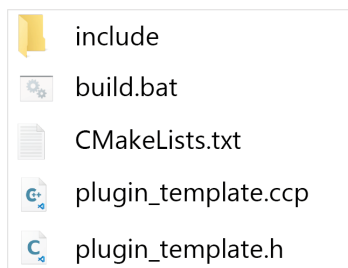 include
build.bat
CMakeLists.txt
plugin_template.ccp
plugin_template.h